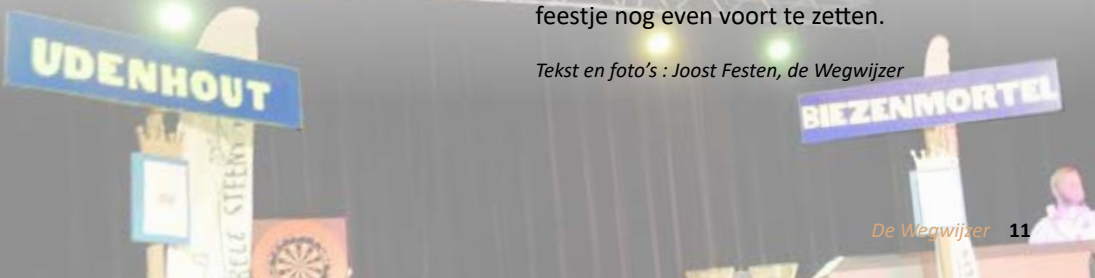 feestje nog even voort te zetten.
Tekst en foto's : Joost Festen, de Wegwijzer
UDENHOUT
BIEZENMORTEL
De Wegwijzer 11